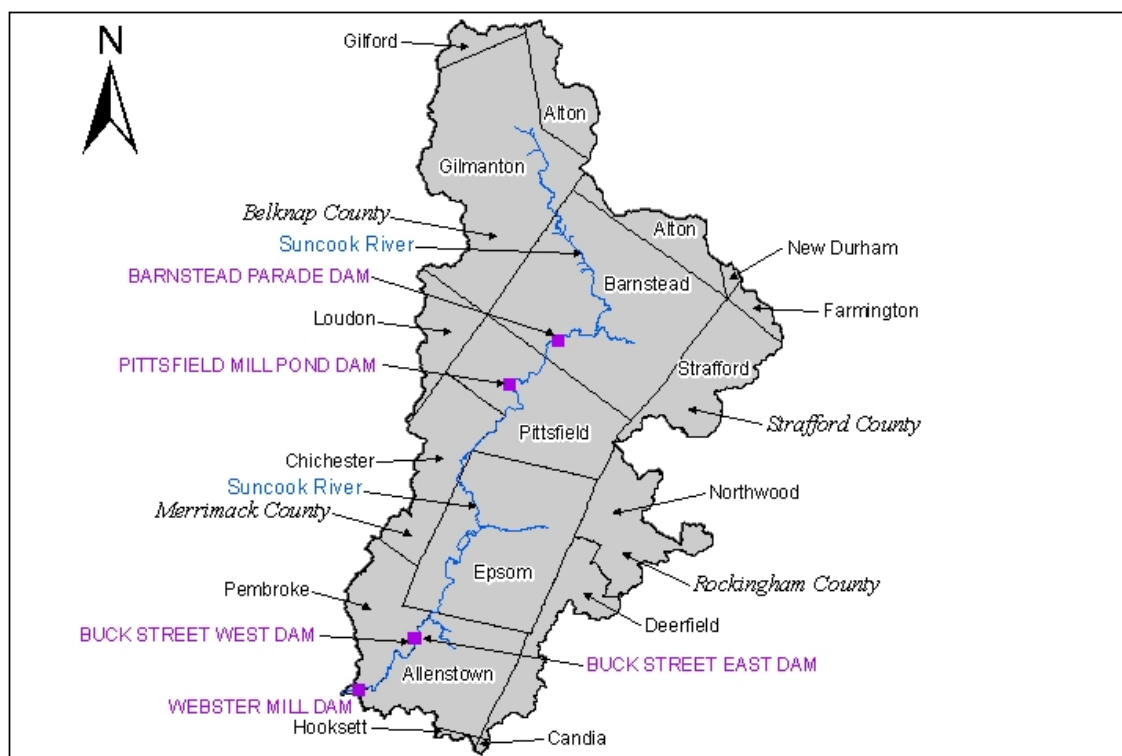 N
Gilford
Alton
Gilmanton
Belknap County
Alton
Suncook River
New Durham
BARNSTEAD PARADE DAM
Barnstead
Farmington
Loudon
PITTSFIELD MILL POND DAM
Strafford
Strafford County
Pittsfield
Chichester
Suncook River
Northwood
Merrimack County
Epsom
Rockingham County
Pembroke
Deerfield
BUCK STREET WEST DAM
BUCK STREET EAST DAM
Allenstown
WEBSTER MILL DAM
Hooksett
Candia